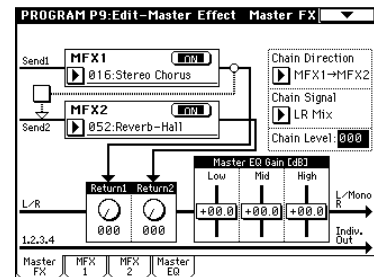 PROGRAM P9:Edit-Master Effect Master FX
Send1
MFX1
ON
016:Stereo Chorus
Send2
MFX2
ON
052:Reverb-Hall
Chain Direction
MFX1→MFX2
Chain Signal
LR Mix
Chain Level: 000
Master EQ Gain [dB]
Low Mid High
Return1 Return2
L/R
000 000
+00.0 +00.0 +00.0
L/Mono
R
1.2.3.4
Indiv.
Out
Master FX
MFX 1
MFX 2
Master EQ